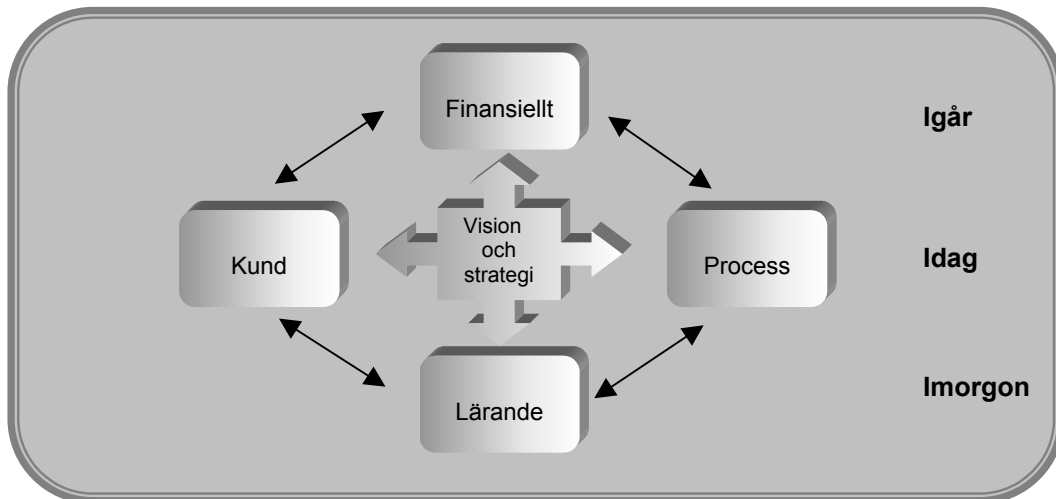 Finansiellt
Igår
Kund
Vision
och
strategi
Process
Idag
Lärande
Imorgon